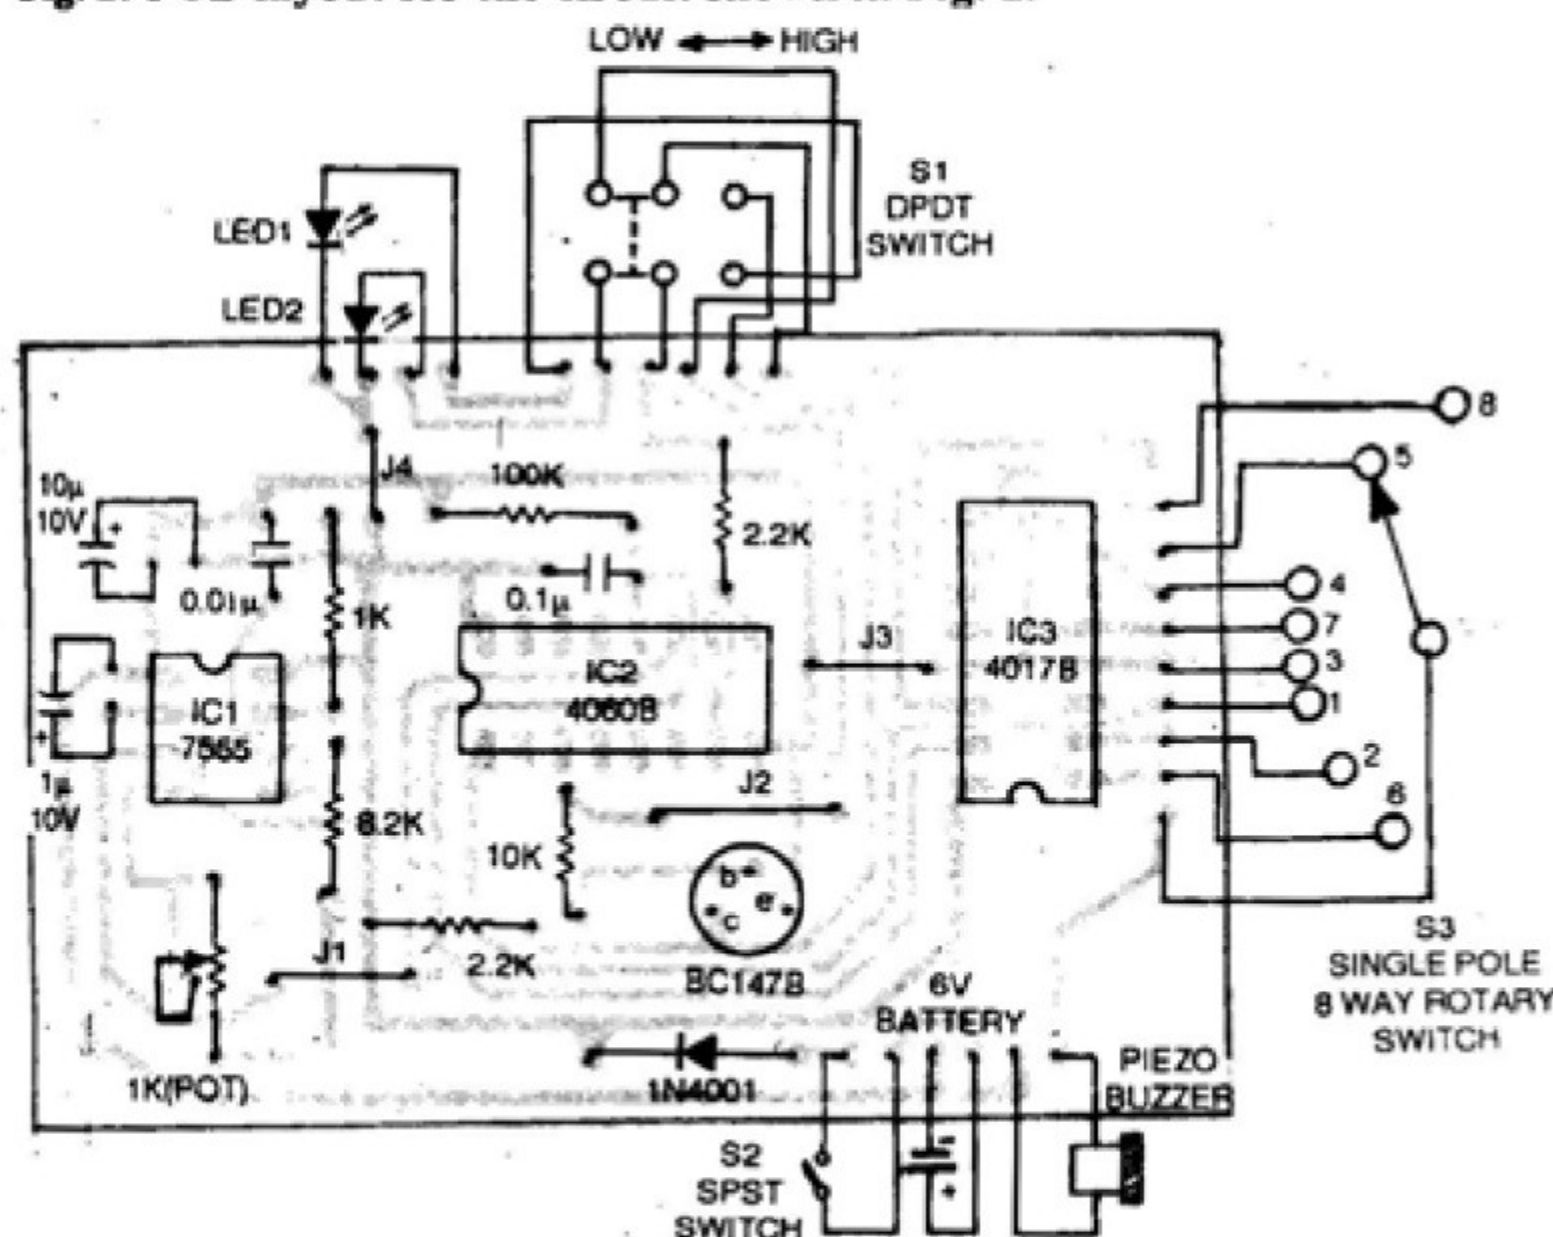 LOW HIGH
S1
DPDT
SWITCH
LED1
LED2
8
5
J4
100K
10µ
10V
+
2.2K
4
0.01µ
1K
0.1µ
7
J3
IC3
4017B
3
IC2
4060B
1
IC1
7555
+
1µ
10V
2
J2
6
8.2K
10K
b
e
c
J1
2.2K
BC147B
S3
SINGLE POLE
8 WAY ROTARY
SWITCH
6V
BATTERY
1K(POT)
1N4001
PIEZO
BUZZER
S2
SPST
SWITCH
-
+